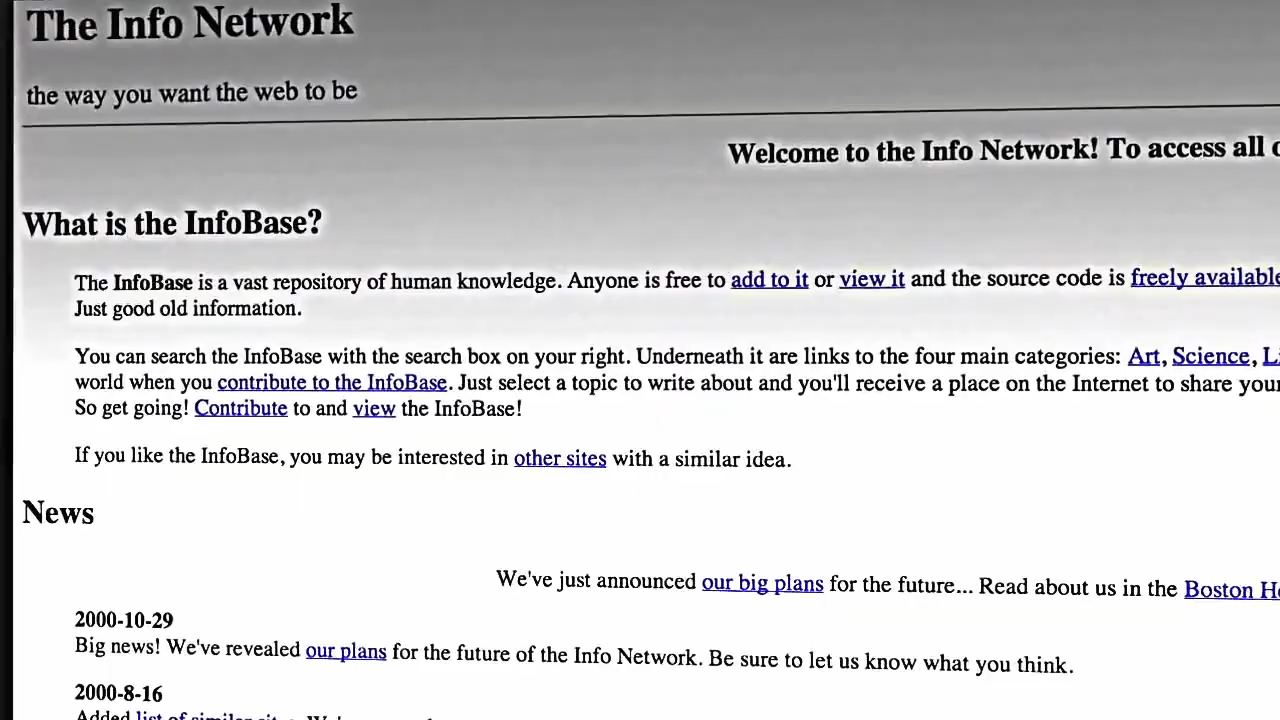 The Info Network
the way you want the web to be
Welcome to the Info Network! To access all
What is the InfoBase?
The InfoBase is a vast repository of human knowledge. Anyone is free to add to it or view it and the source code is freely available
Just good old information.
You can search the InfoBase with the search box on your right. Underneath it are links to the four main categories: Art, Science,
world when you contribute to the InfoBase. Just select a topic to write about and you'll receive a place on the Internet to share your
So get going! Contribute to and view the InfoBase!
If you like the InfoBase, you may be interested in other sites with a similar idea.
News
We've just announced our big plans for the future... Read about us in the Boston
2000-10-29
Big news! We've revealed our plans for the future of the Info Network. Be sure to let us know what you think.
2000-8-16
Added list of similar